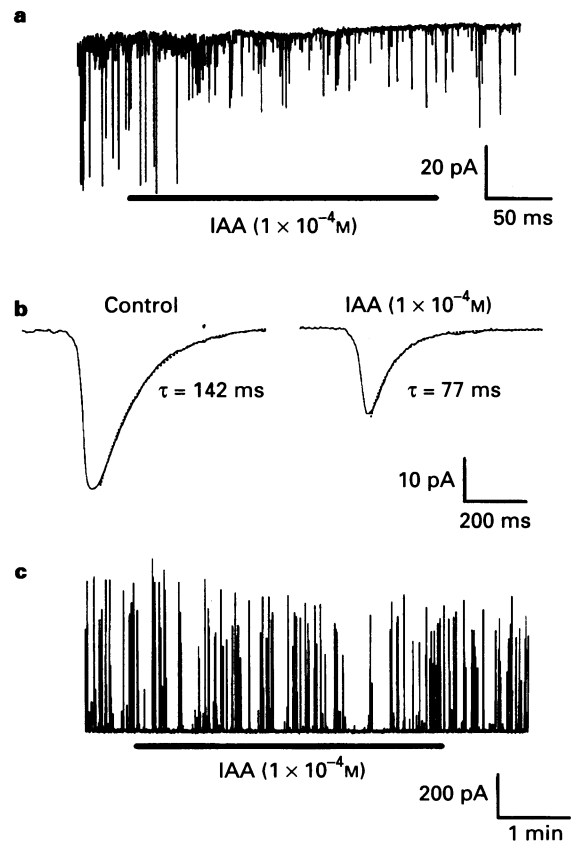 a
20 pA
50 ms
IAA (1 × 10⁻⁴M)
b
Control
IAA (1 × 10⁻⁴M)
τ = 142 ms
τ = 77 ms
10 pA
200 ms
c
IAA (1 × 10⁻⁴M)
200 pA
1 min